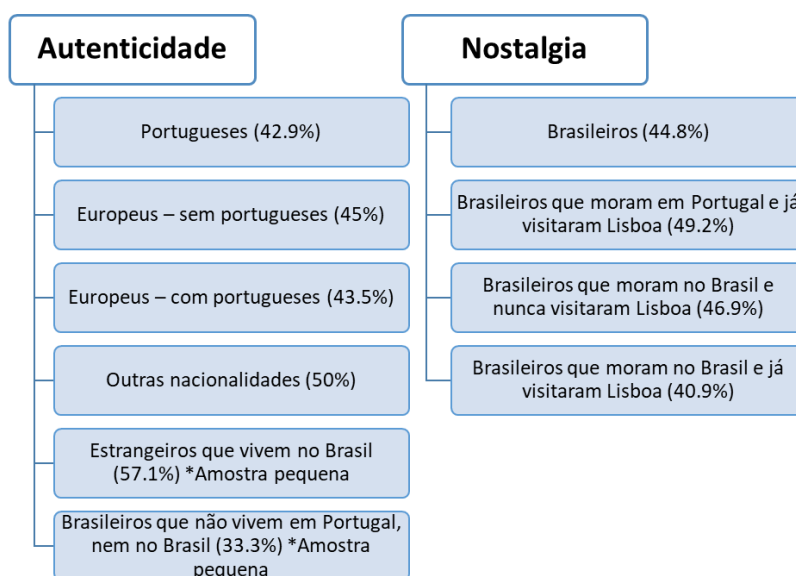 Autenticidade
Portugueses (42.9%)
Europeus – sem portugueses (45%)
Europeus – com portugueses (43.5%)
Outras nacionalidades (50%)
Estrangeiros que vivem no Brasil
(57.1%) *Amostra pequena
Brasileiros que não vivem em Portugal,
nem no Brasil (33.3%) *Amostra
pequena
Nostalgia
Brasileiros (44.8%)
Brasileiros que moram em Portugal e já
visitaram Lisboa (49.2%)
Brasileiros que moram no Brasil e
nunca visitaram Lisboa (46.9%)
Brasileiros que moram no Brasil e já
visitaram Lisboa (40.9%)